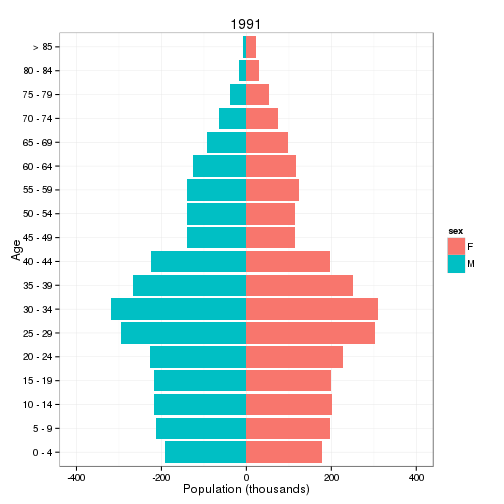 1991
> 85
80 - 84
75 - 79
70 - 74
65 - 69
60 - 64
55 - 59
50 - 54
45 - 49
40 - 44
35 - 39
30 - 34
25 - 29
20 - 24
15 - 19
10 - 14
5 - 9
0 - 4
Age
-400 -200 0 200 400
Population (thousands)
sex
F
M